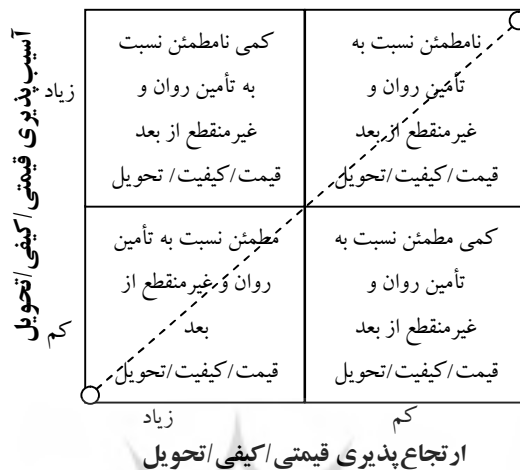 آسیب‌پذیری قیمتی/کیفی/تحویل
زیاد
کم
نامطمئن نسبت به
تأمین روان و
غیرمنقطع از بعد
قیمت/کیفیت/تحویل
کمی نامطمئن نسبت
به تأمین روان و
غیرمنقطع از بعد
قیمت/کیفیت/ تحویل
کمی مطمئن نسبت به
تأمین روان و
غیرمنقطع از بعد
قیمت/کیفیت/تحویل
مطمئن نسبت به تأمین
روان و غیرمنقطع از
بعد
قیمت/کیفیت/تحویل
کم
زیاد
ارتجاع‌پذیری قیمتی/کیفی/تحویل